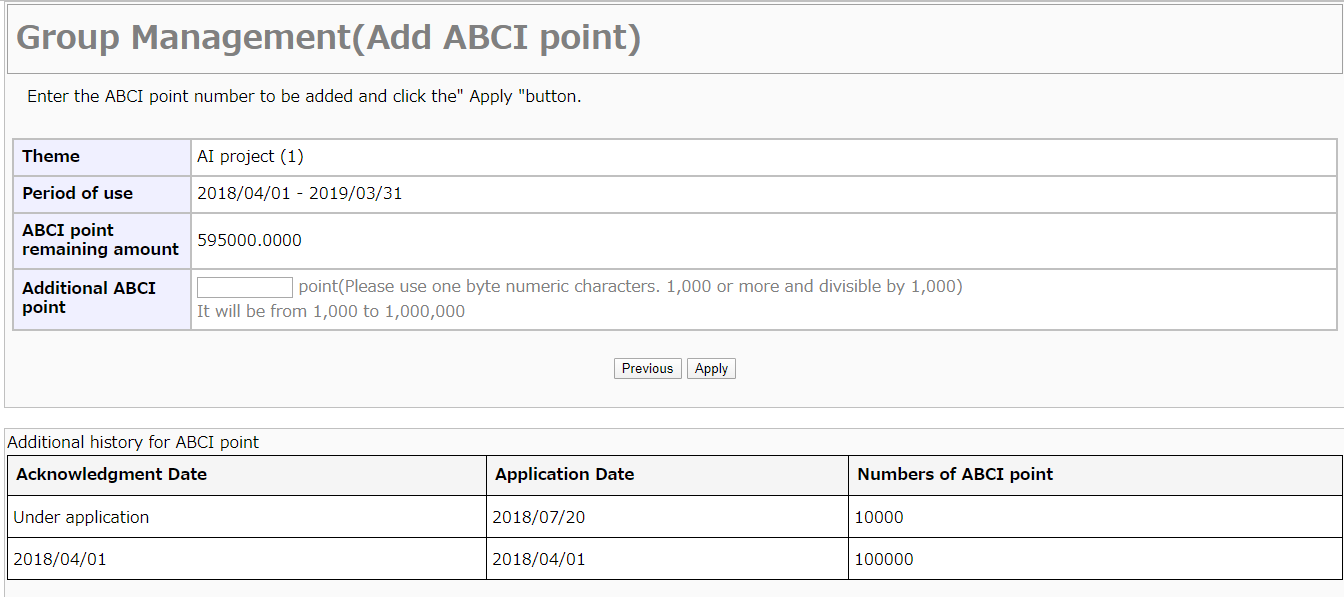 Group Management(Add ABCI point)
Enter the ABCI point number to be added and click the" Apply "button.
Theme
AI project (1)
Period of use
2018/04/01 - 2019/03/31
ABCI point
remaining amount
595000.0000
Additional ABCI
point
point(Please use one byte numeric characters. 1,000 or more and divisible by 1,000)
It will be from 1,000 to 1,000,000
Previous
Apply
Additional history for ABCI point
Acknowledgment Date
Application Date
Numbers of ABCI point
Under application
2018/07/20
10000
2018/04/01
2018/04/01
100000